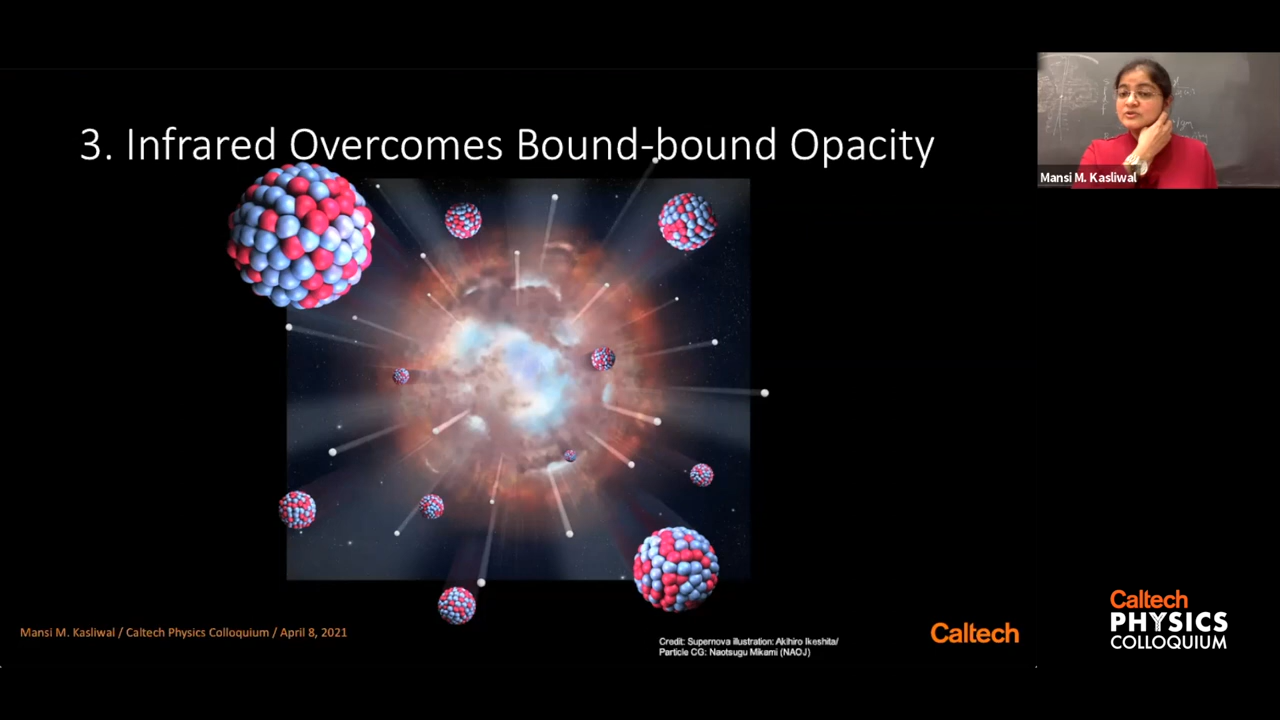 3. Infrared Overcomes Bound-bound Opacity
Mansi M. Kasliwal
Mansi M. Kasliwal / Caltech Physics Colloquium / April 8, 2021
Credit: Supernova illustration: Akihiro Ikeshita/
Particle CG: Naotsugu Mikami (NAOJ)
Caltech
Caltech
PHYSICS
COLLOQUIUM